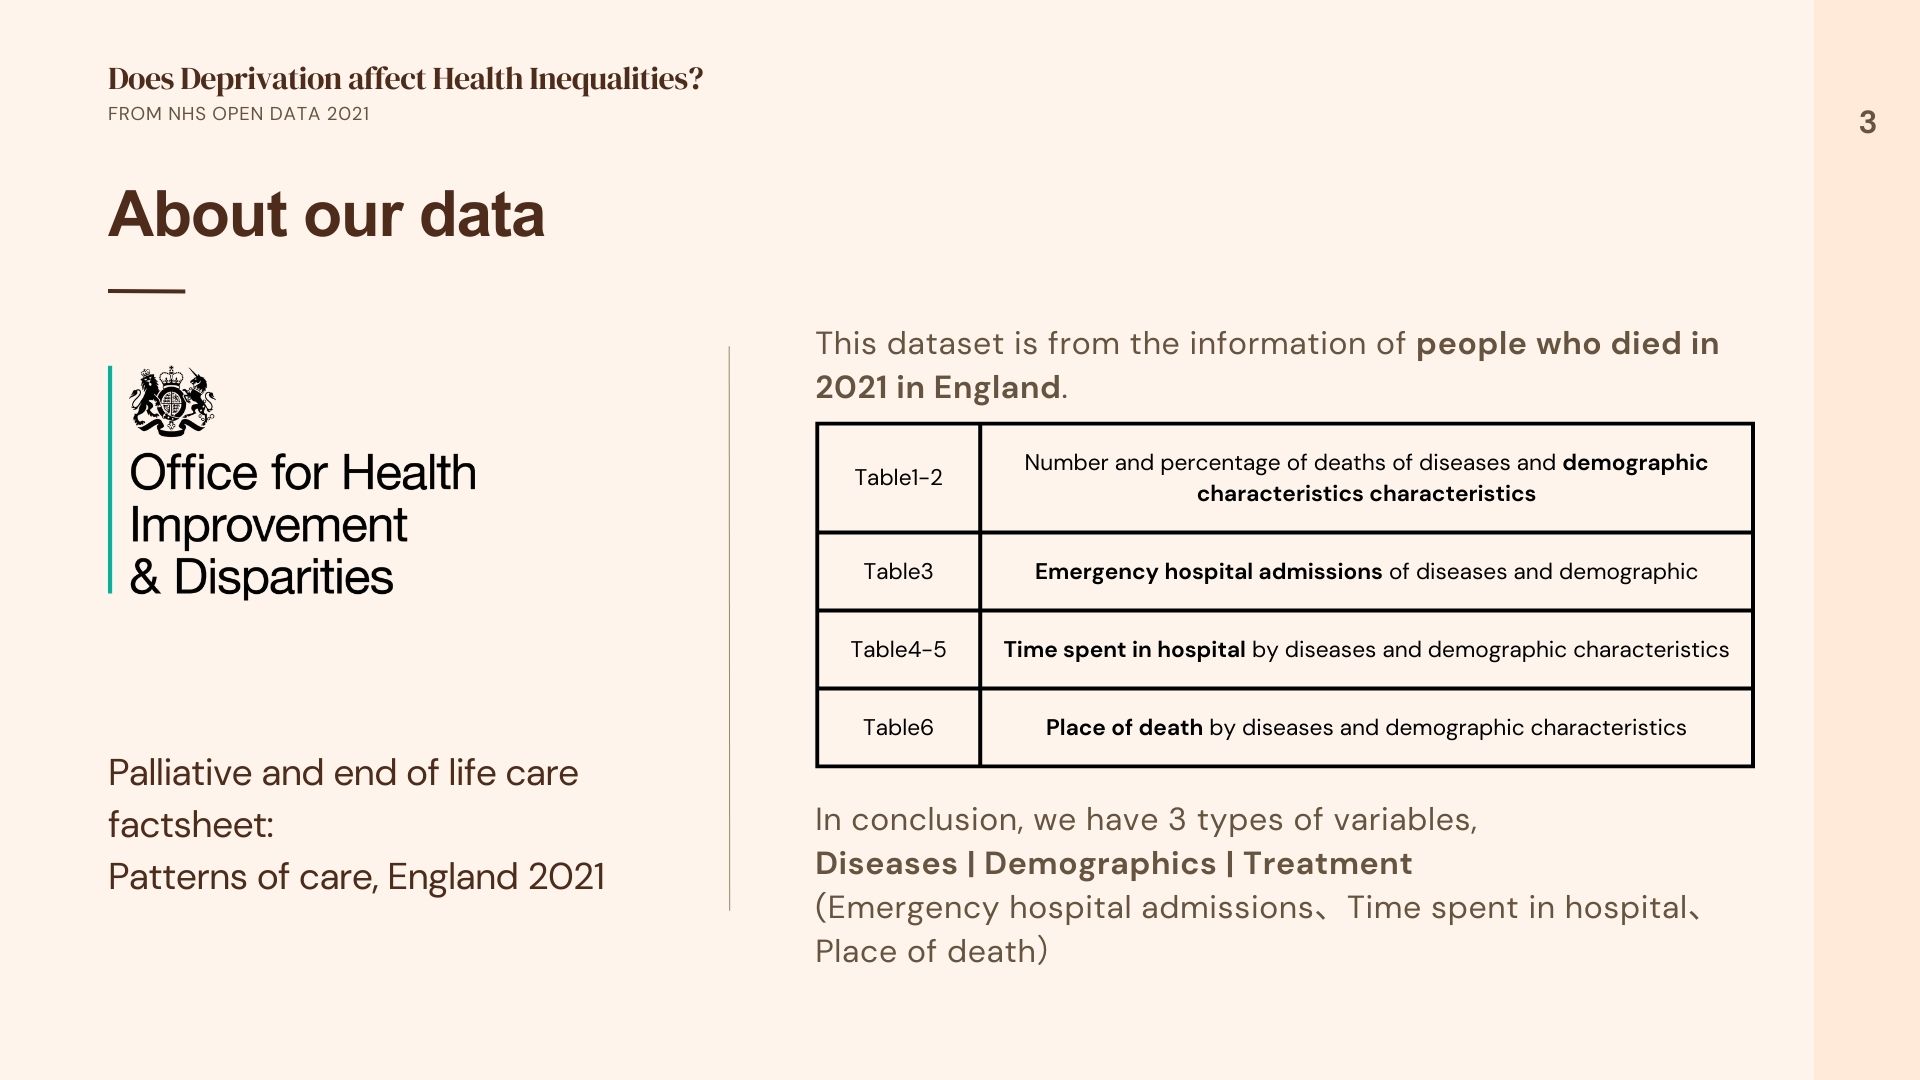 Does Deprivation affect Health Inequalities?
FROM NHS OPEN DATA 2021
3
About our data
Office for Health
Improvement
& Disparities
Palliative and end of life care
factsheet:
Patterns of care, England 2021
This dataset is from the information of people who died in
2021 in England.
Table1-2
Number and percentage of deaths of diseases and demographic
characteristics characteristics
Table3
Emergency hospital admissions of diseases and demographic
Table4-5
Time spent in hospital by diseases and demographic characteristics
Table6
Place of death by diseases and demographic characteristics
In conclusion, we have 3 types of variables,
Diseases | Demographics | Treatment
(Emergency hospital admissions、Time spent in hospital、
Place of death)